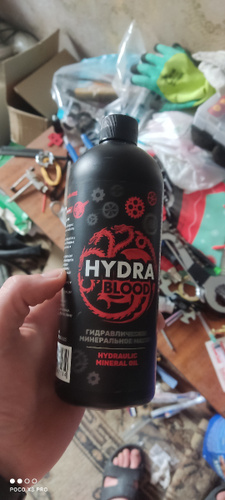 HYDRA
BLOOD
ГИДРАВЛИЧЕСКОЕ
МИНЕРАЛЬНОЕ МАСЛО
HYDRAULIC
MINERAL OIL
POCO X3 PRO